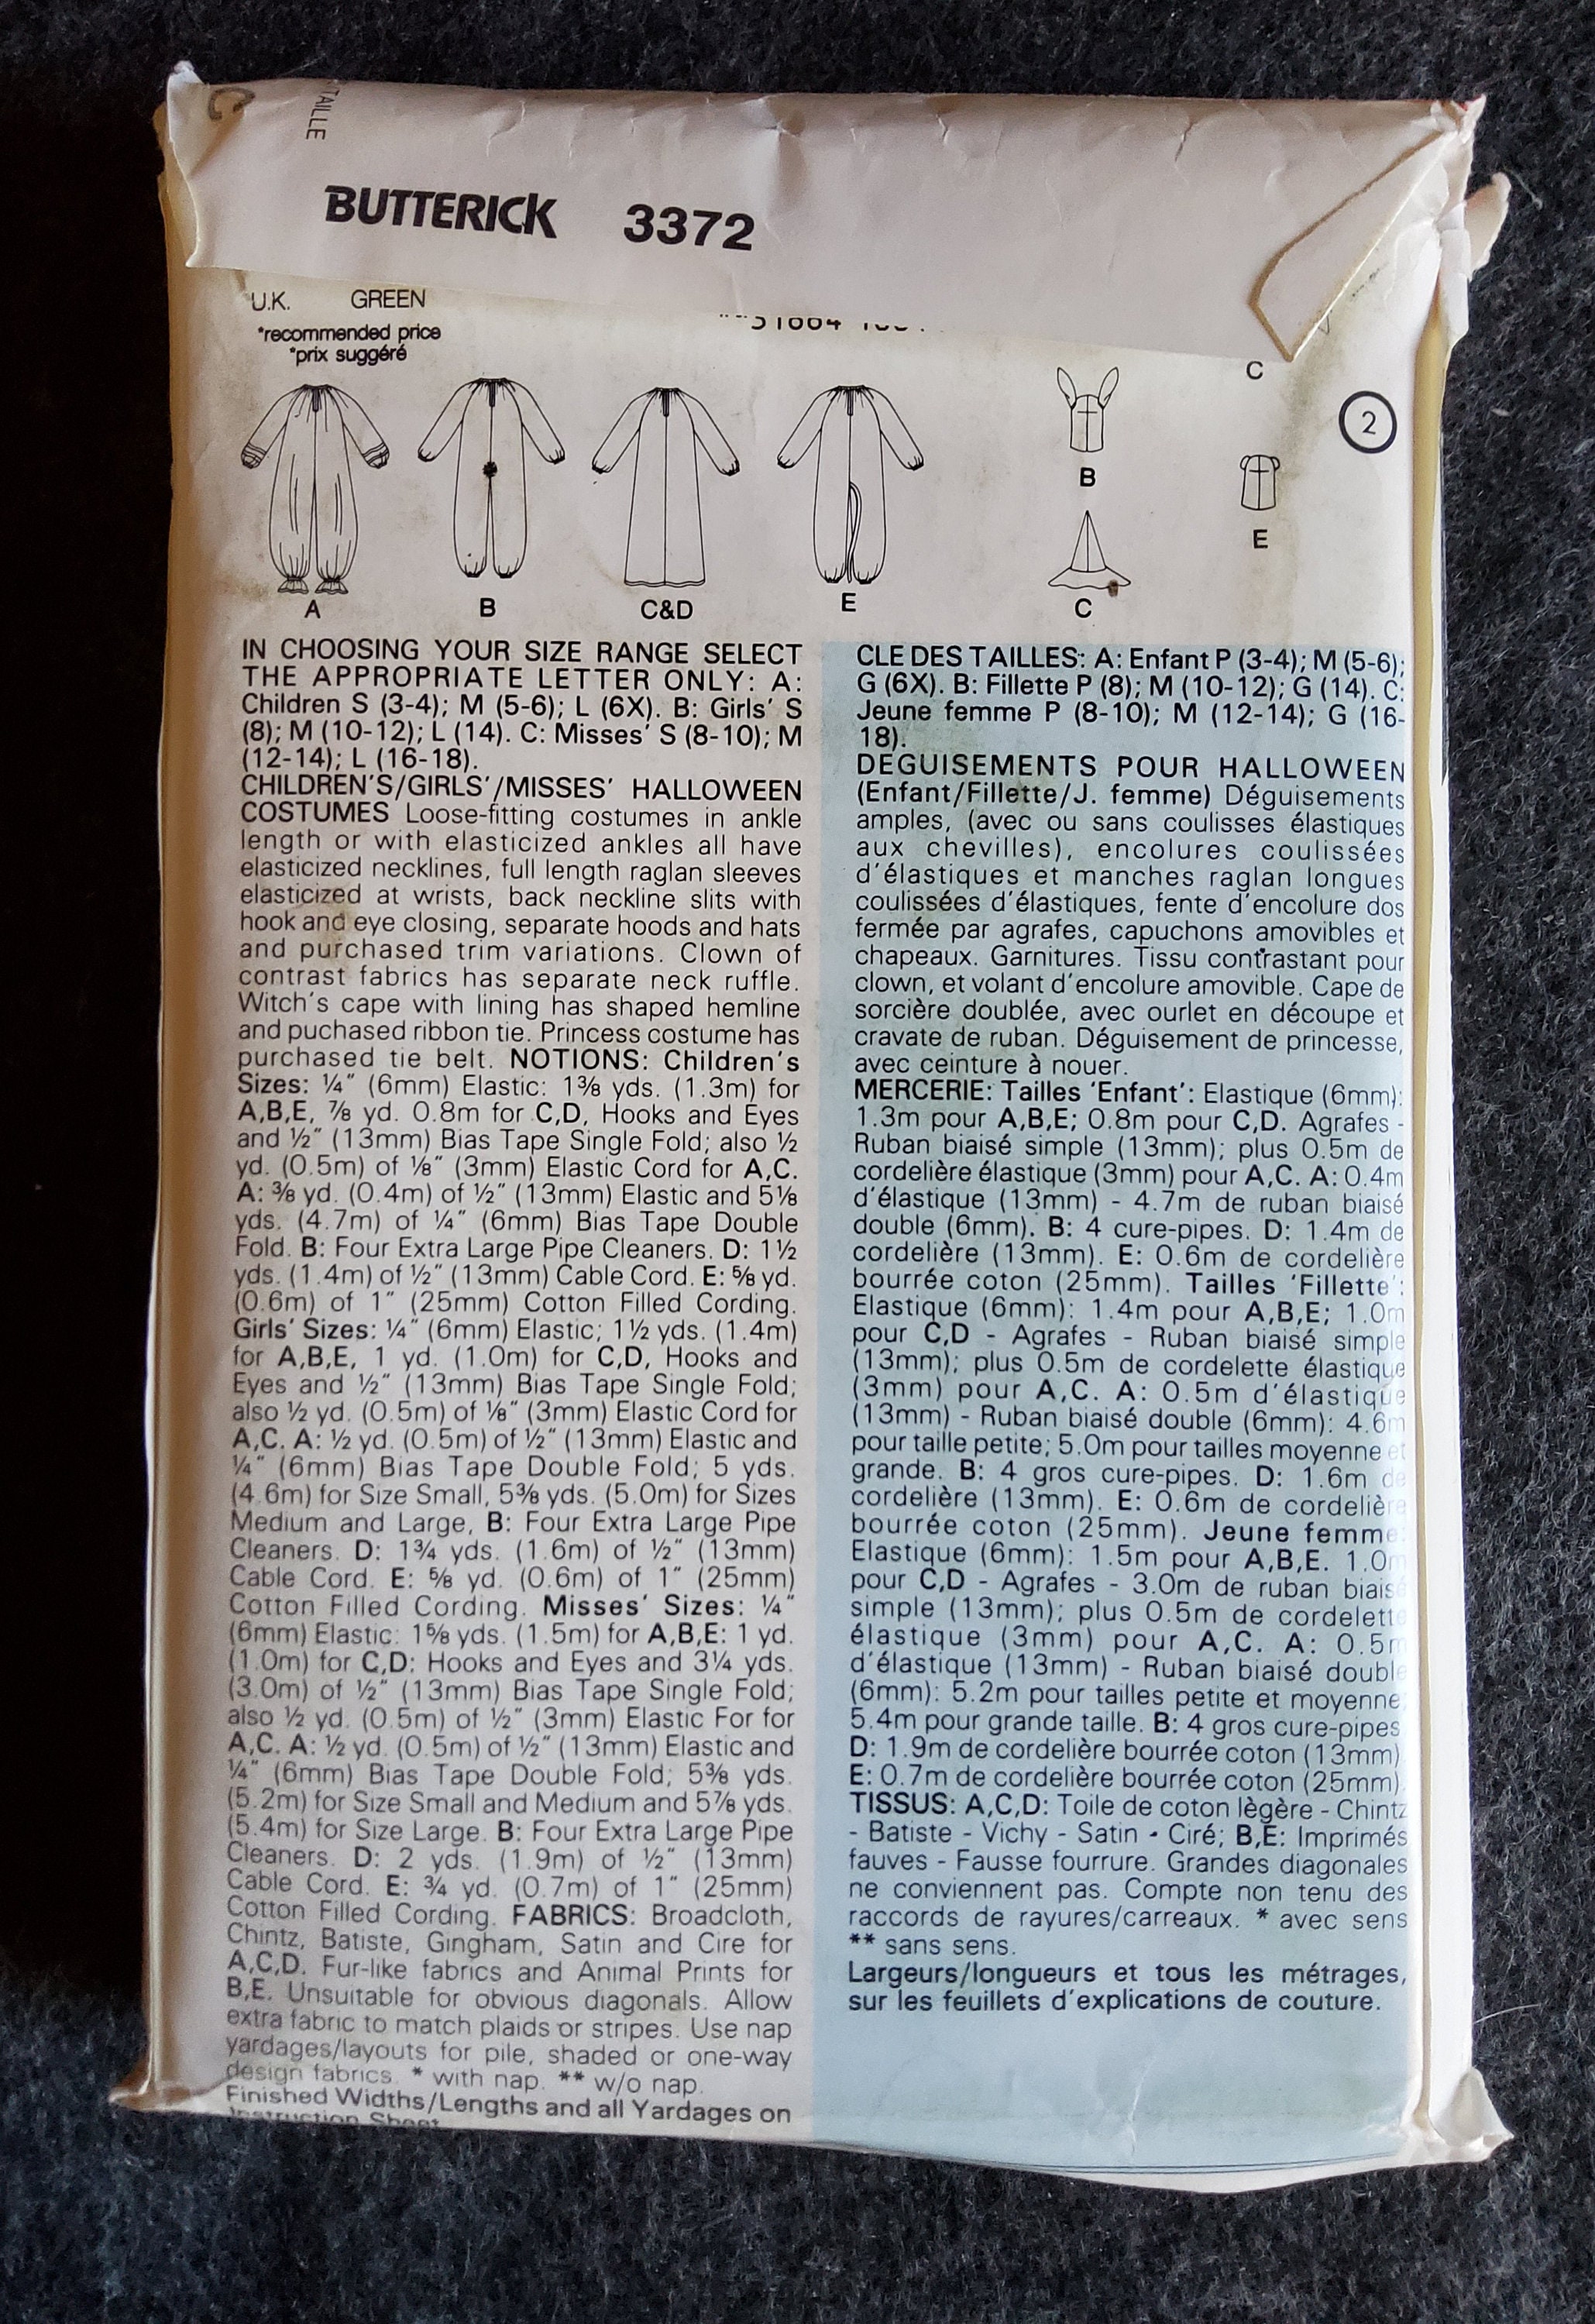 TAILLE
BUTTERICK 3372
U.K. GREEN
*recommended price
*prix suggéré
C
2
B
E
A
B
C&D
E
C
IN CHOOSING YOUR SIZE RANGE SELECT
THE APPROPRIATE LETTER ONLY: A:
Children S (3-4); M (5-6); L (6X). B: Girls' S
(8); M (10-12); L (14). C: Misses' S (8-10); M
(12-14); L (16-18).
CHILDREN'S/GIRLS'/MISSES' HALLOWEEN
COSTUMES Loose-fitting costumes in ankle
length or with elasticized ankles all have
elasticized necklines, full length raglan sleeves
elasticized at wrists, back neckline slits with
hook and eye closing, separate hoods and hats
and purchased trim variations. Clown of
contrast fabrics has separate neck ruffle.
Witch's cape with lining has shaped hemline
and puchased ribbon tie. Princess costume has
purchased tie belt. NOTIONS: Children's
Sizes: ¼" (6mm) Elastic: 1⅜ yds. (1.3m) for
A,B,E, ⅞ yd. 0.8m for C,D, Hooks and Eyes
and ½" (13mm) Bias Tape Single Fold; also ½
yd. (0.5m) of ⅛" (3mm) Elastic Cord for A,C.
A: ⅜ yd. (0.4m) of ½" (13mm) Elastic and 5⅛
yds. (4.7m) of ¼" (6mm) Bias Tape Double
Fold. B: Four Extra Large Pipe Cleaners. D: 1½
yds. (1.4m) of ½" (13mm) Cable Cord. E: ⅝ yd.
(0.6m) of 1" (25mm) Cotton Filled Cording.
Girls' Sizes: ¼" (6mm) Elastic; 1½ yds. (1.4m)
for A,B,E, 1 yd. (1.0m) for C,D, Hooks and
Eyes and ½" (13mm) Bias Tape Single Fold;
also ½ yd. (0.5m) of ⅛" (3mm) Elastic Cord for
A,C. A: ½ yd. (0.5m) of ½" (13mm) Elastic and
¼" (6mm) Bias Tape Double Fold; 5 yds.
(4.6m) for Size Small, 5⅜ yds. (5.0m) for Sizes
Medium and Large, B: Four Extra Large Pipe
Cleaners. D: 1¾ yds. (1.6m) of ½" (13mm)
Cable Cord. E: ⅝ yd. (0.6m) of 1" (25mm)
Cotton Filled Cording. Misses' Sizes: ¼"
(6mm) Elastic: 1⅝ yds. (1.5m) for A,B,E: 1 yd.
(1.0m) for C,D: Hooks and Eyes and 3¼ yds.
(3.0m) of ½" (13mm) Bias Tape Single Fold;
also ½ yd. (0.5m) of ½" (3mm) Elastic For for
A,C. A: ½ yd. (0.5m) of ½" (13mm) Elastic and
¼" (6mm) Bias Tape Double Fold; 5⅜ yds.
(5.2m) for Size Small and Medium and 5⅞ yds.
(5.4m) for Size Large. B: Four Extra Large Pipe
Cleaners. D: 2 yds. (1.9m) of ½" (13mm)
Cable Cord. E: ¾ yd. (0.7m) of 1" (25mm)
Cotton Filled Cording. FABRICS: Broadcloth,
Chintz, Batiste, Gingham, Satin and Cire for
A,C,D. Fur-like fabrics and Animal Prints for
B,E. Unsuitable for obvious diagonals. Allow
extra fabric to match plaids or stripes. Use nap
yardages/layouts for pile, shaded or one-way
design fabrics. * with nap. ** w/o nap.
Finished Widths/Lengths and all Yardages on
Instruction Sheet
CLE DES TAILLES: A: Enfant P (3-4); M (5-6);
G (6X). B: Fillette P (8); M (10-12); G (14). C:
Jeune femme P (8-10); M (12-14); G (16-
18).
DEGUISEMENTS POUR HALLOWEEN
(Enfant/Fillette/J. femme) Déguisements
amples, (avec ou sans coulisses élastiques
aux chevilles), encolures coulissées
d'élastiques et manches raglan longues
coulissées d'élastiques, fente d'encolure dos
fermée par agrafes, capuchons amovibles et
chapeaux. Garnitures. Tissu contrastant pour
clown, et volant d'encolure amovible. Cape de
sorcière doublée, avec ourlet en découpe et
cravate de ruban. Déguisement de princesse,
avec ceinture à nouer.
MERCERIE: Tailles 'Enfant': Elastique (6mm):
1.3m pour A,B,E; 0.8m pour C,D. Agrafes -
Ruban biaisé simple (13mm); plus 0.5m de
cordelière élastique (3mm) pour A,C. A: 0.4m
d'élastique (13mm) - 4.7m de ruban biaisé
double (6mm). B: 4 cure-pipes. D: 1.4m de
cordelière (13mm). E: 0.6m de cordelière
bourrée coton (25mm). Tailles 'Fillette':
Elastique (6mm): 1.4m pour A,B,E; 1.0m
pour C,D - Agrafes - Ruban biaisé simple
(13mm); plus 0.5m de cordelette élastique
(3mm) pour A,C. A: 0.5m d'élastique
(13mm) - Ruban biaisé double (6mm): 4.6m
pour taille petite; 5.0m pour tailles moyenne et
grande. B: 4 gros cure-pipes. D: 1.6m de
cordelière (13mm). E: 0.6m de cordelière
bourrée coton (25mm). Jeune femme:
Elastique (6mm): 1.5m pour A,B,E. 1.0m
pour C,D - Agrafes - 3.0m de ruban biaisé
simple (13mm); plus 0.5m de cordelette
élastique (3mm) pour A,C. A: 0.5m
d'élastique (13mm) - Ruban biaisé double
(6mm): 5.2m pour tailles petite et moyenne;
5.4m pour grande taille. B: 4 gros cure-pipes
D: 1.9m de cordelière bourrée coton (13mm)
E: 0.7m de cordelière bourrée coton (25mm)
TISSUS: A,C,D: Toile de coton lègère - Chintz
- Batiste - Vichy - Satin - Ciré; B,E: Imprimés
fauves - Fausse fourrure. Grandes diagonales
ne conviennent pas. Compte non tenu des
raccords de rayures/carreaux. * avec sens
** sans sens.
Largeurs/longueurs et tous les métrages,
sur les feuillets d'explications de couture.